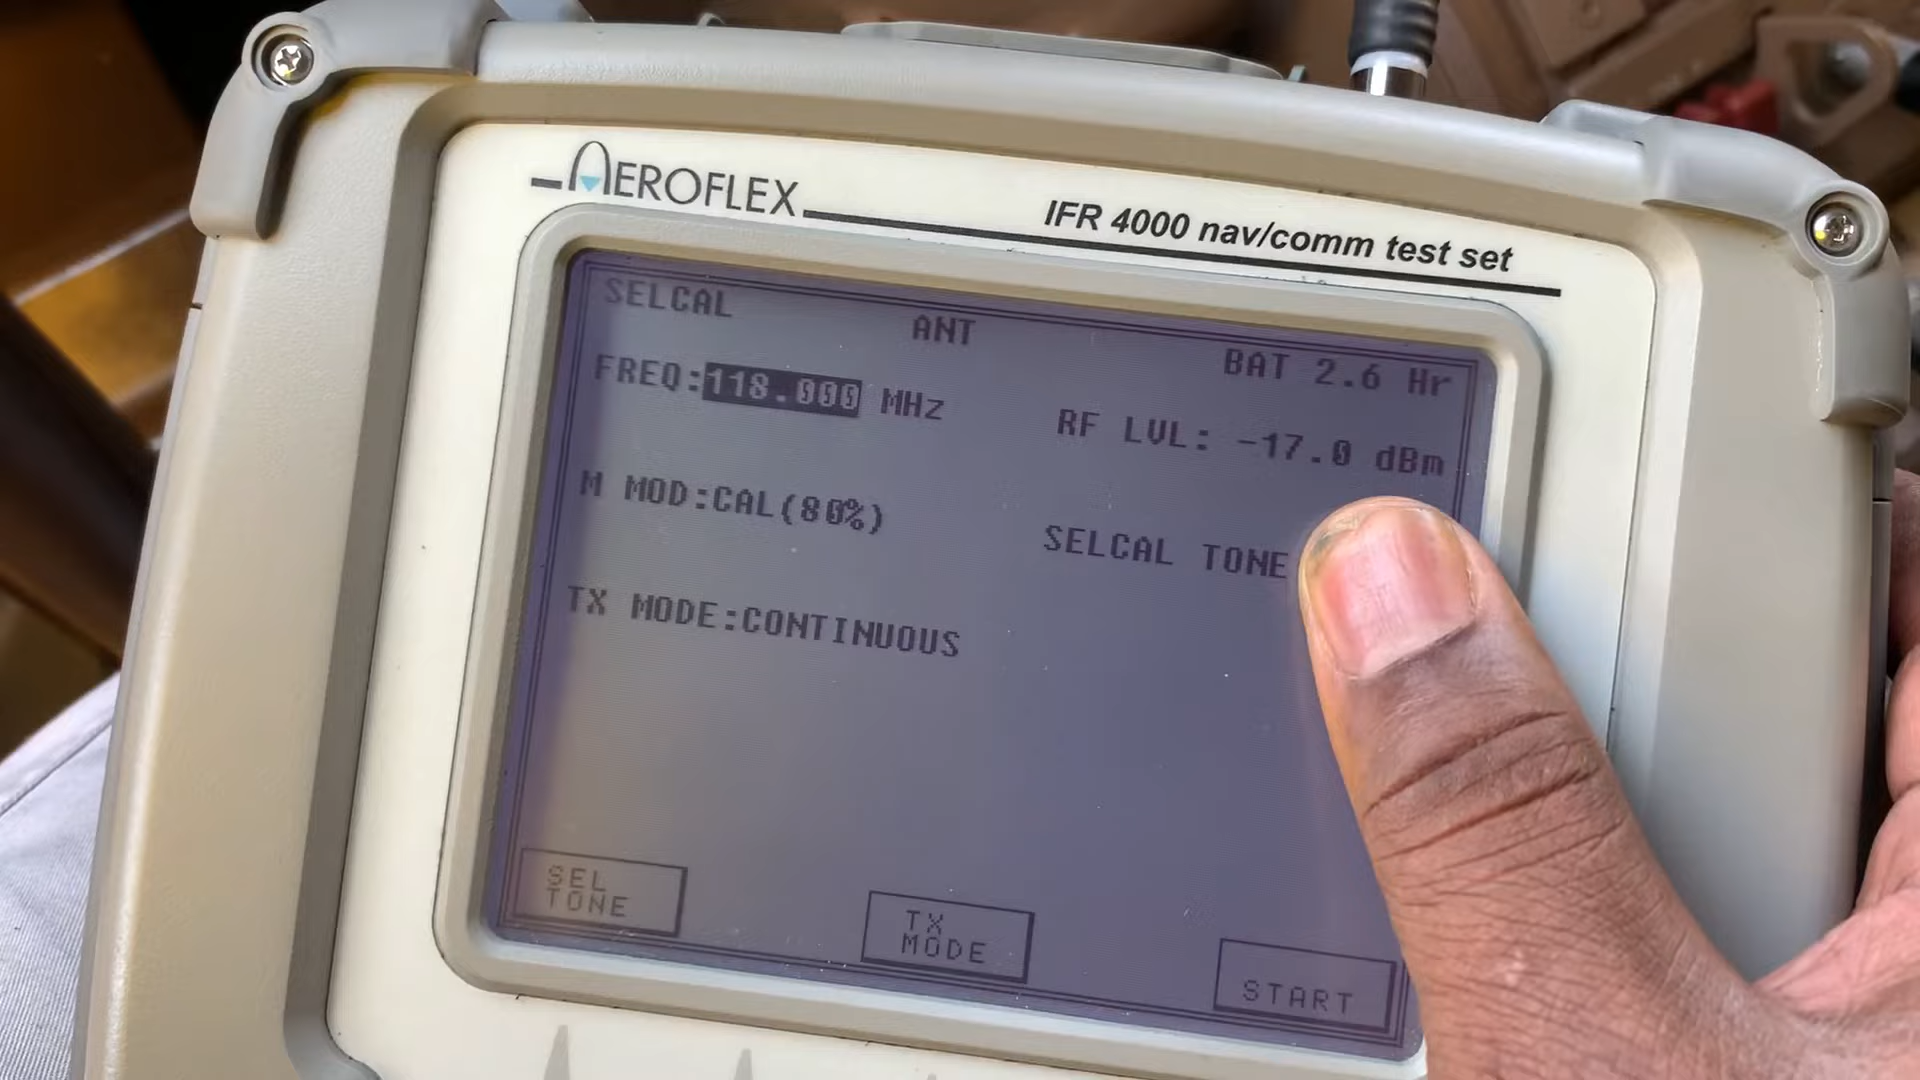 AEROFLEX
IFR 4000 nav/comm test set
SELCAL
ANT
BAT 2.6 Hr
FREQ:118.000 MHz
RF LVL: -17.0 dBm
M MOD:CAL(80%)
SELCAL TONE
TX MODE:CONTINUOUS
SEL
TONE
TX
MODE
START